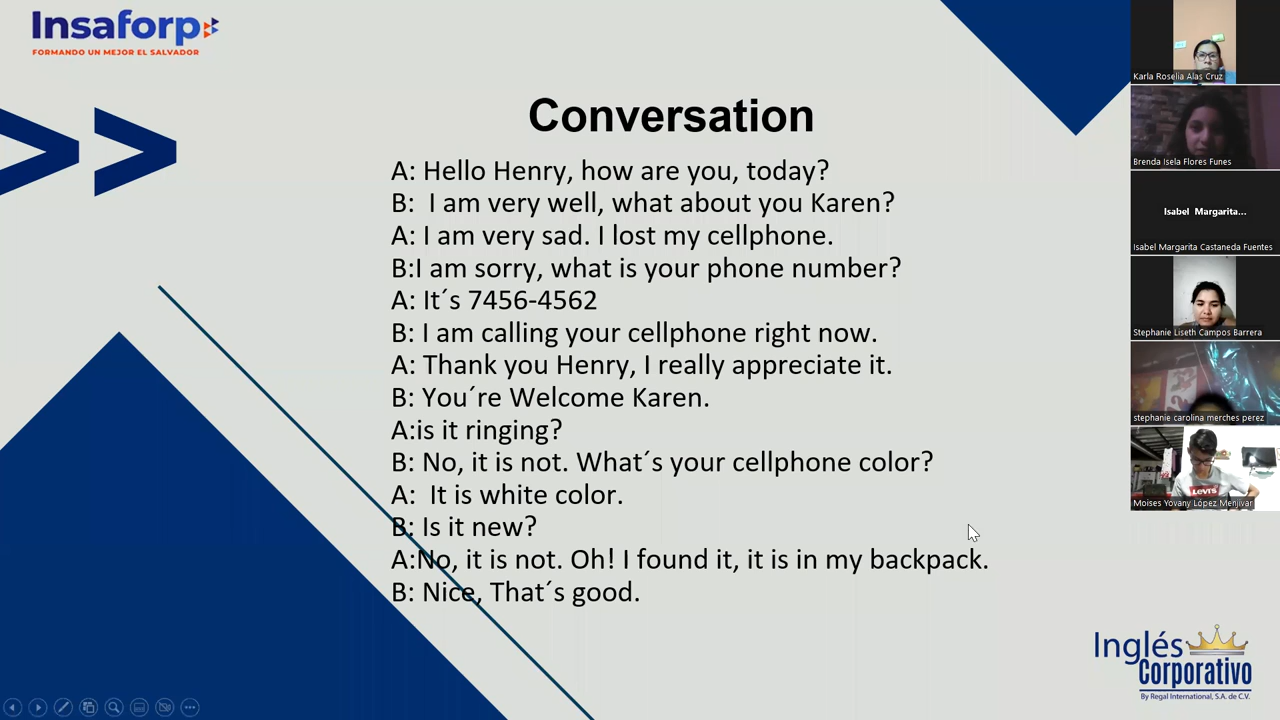 Insaforp
FORMANDO UN MEJOR EL SALVADOR
Conversation
A: Hello Henry, how are you, today?
B:  I am very well, what about you Karen?
A: I am very sad. I lost my cellphone.
B:I am sorry, what is your phone number?
A: It´s 7456-4562
B: I am calling your cellphone right now.
A: Thank you Henry, I really appreciate it.
B: You´re Welcome Karen.
A:is it ringing?
B: No, it is not. What´s your cellphone color?
A:  It is white color.
B: Is it new?
A:No, it is not. Oh! I found it, it is in my backpack.
B: Nice, That´s good.
Karla Roselia Alas Cruz
Brenda Isela Flores Funes
Isabel Margarita...
Isabel Margarita Castaneda Fuentes
Stephanie Liseth Campos Barrera
stephanie carolina merches perez
LEVI'S
Moises Yovany López Menjivar
Inglés
Corporativo
By Regal International, S.A. de C.V.